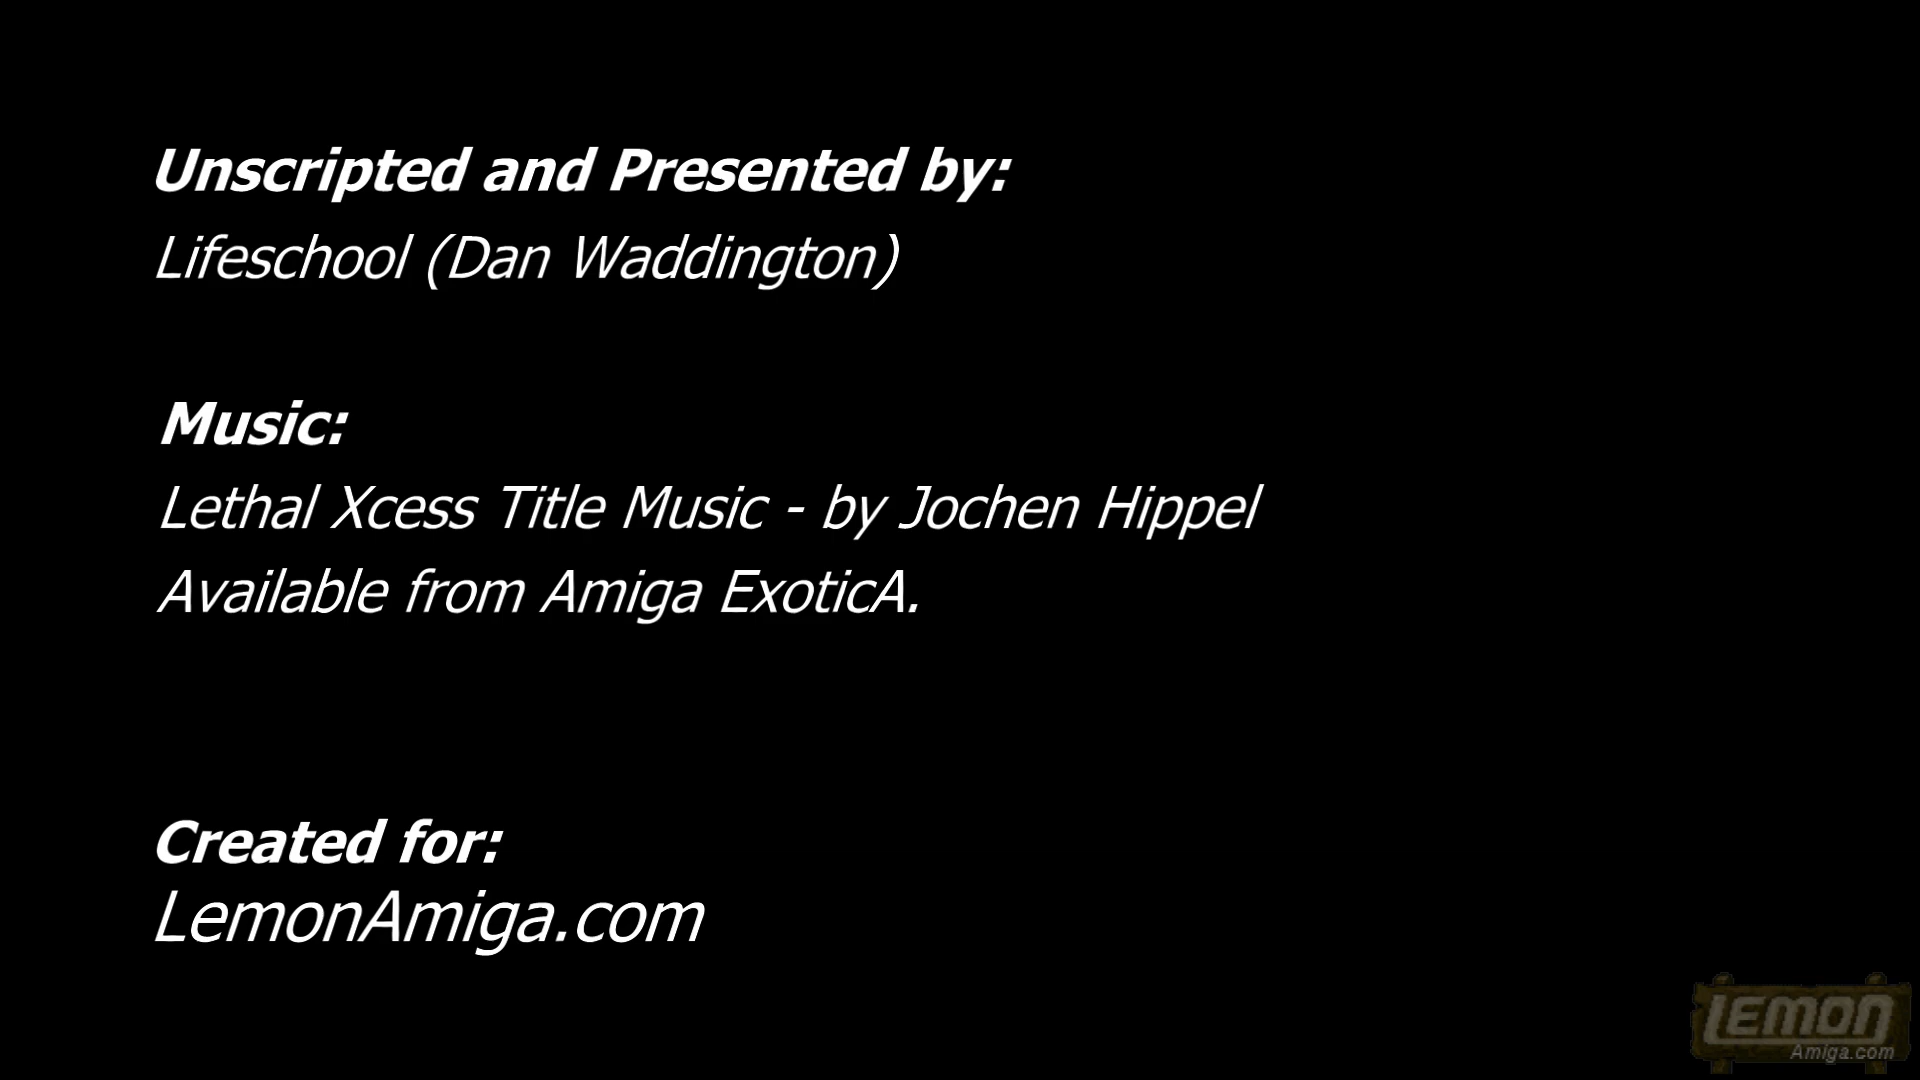 Unscripted and Presented by:
Lifeschool (Dan Waddington)
Music:
Lethal Xcess Title Music - by Jochen Hippel
Available from Amiga ExoticA.
Created for:
LemonAmiga.com
LEMON
Amiga.com